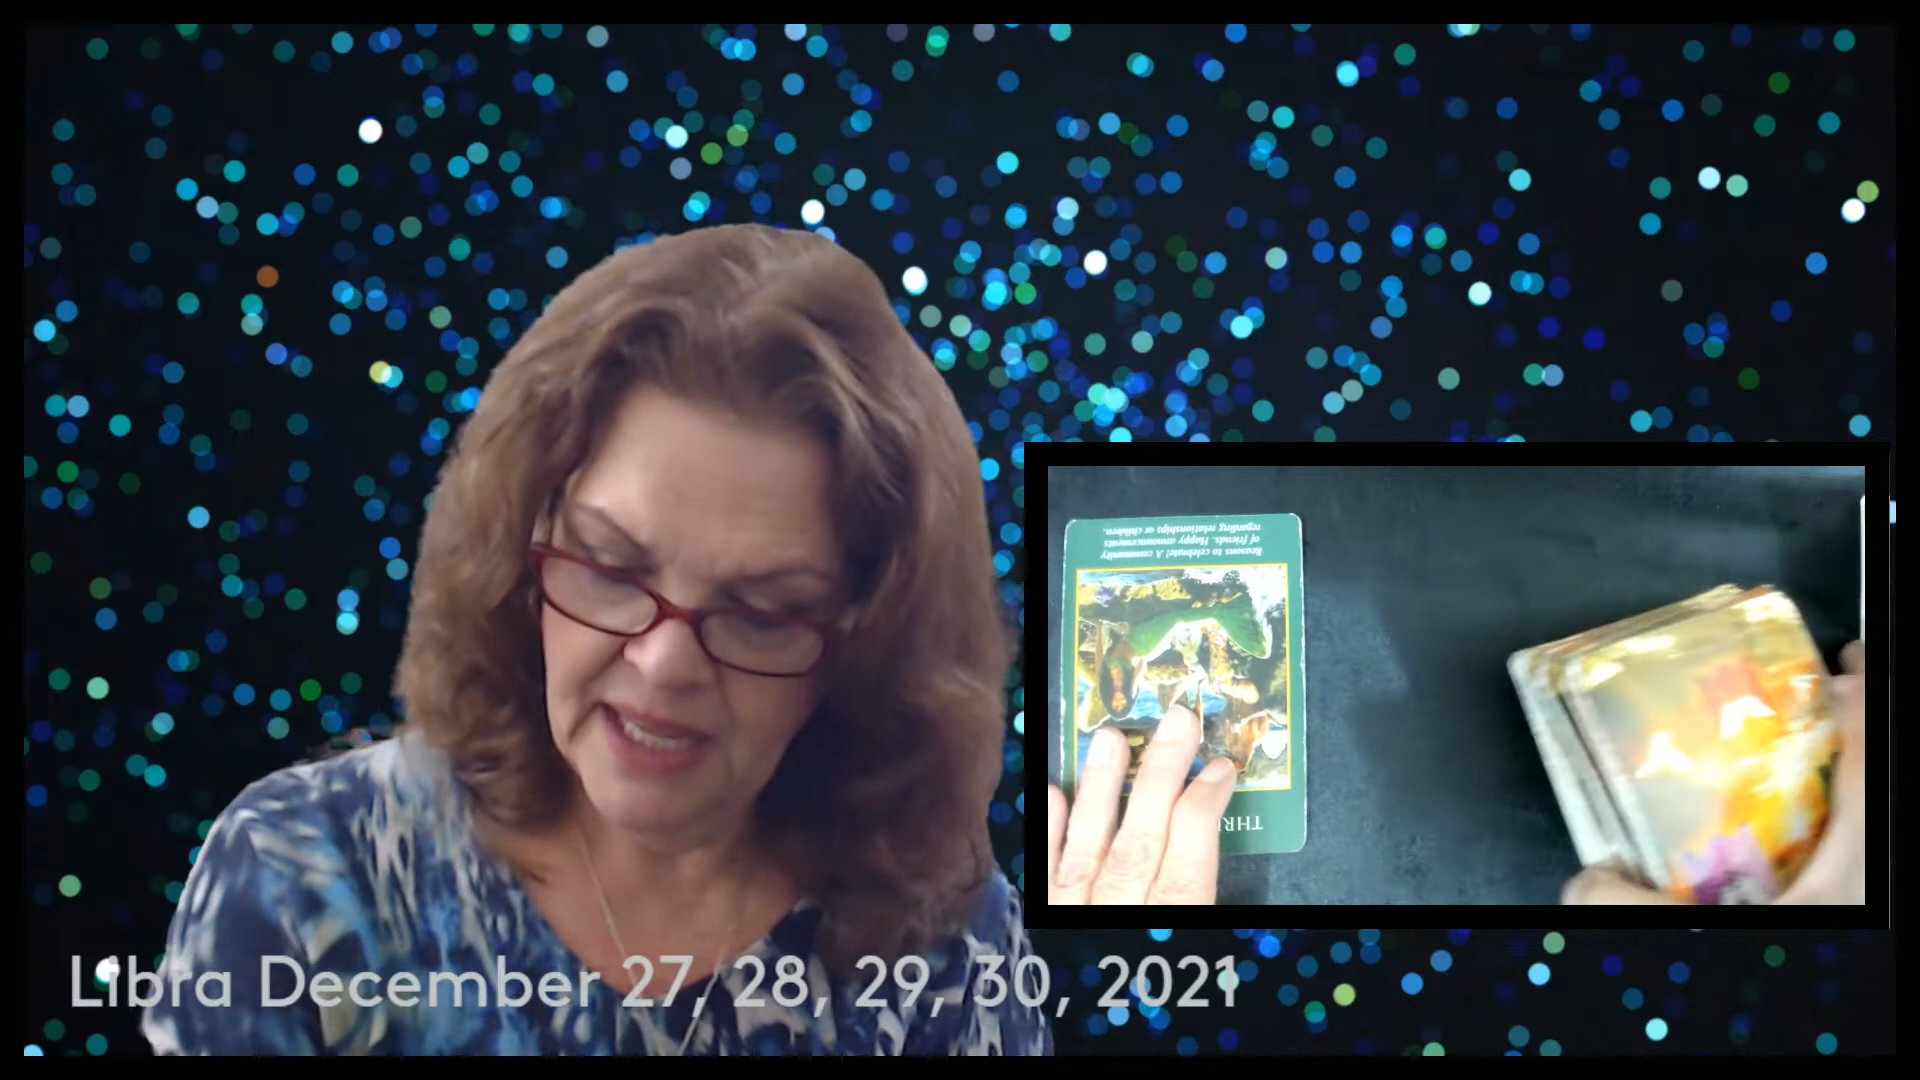 Reasons to celebrate! A community
of friends. Happy announcements
regarding relationships or children.
THR
Libra December 27, 28, 29, 30, 2021